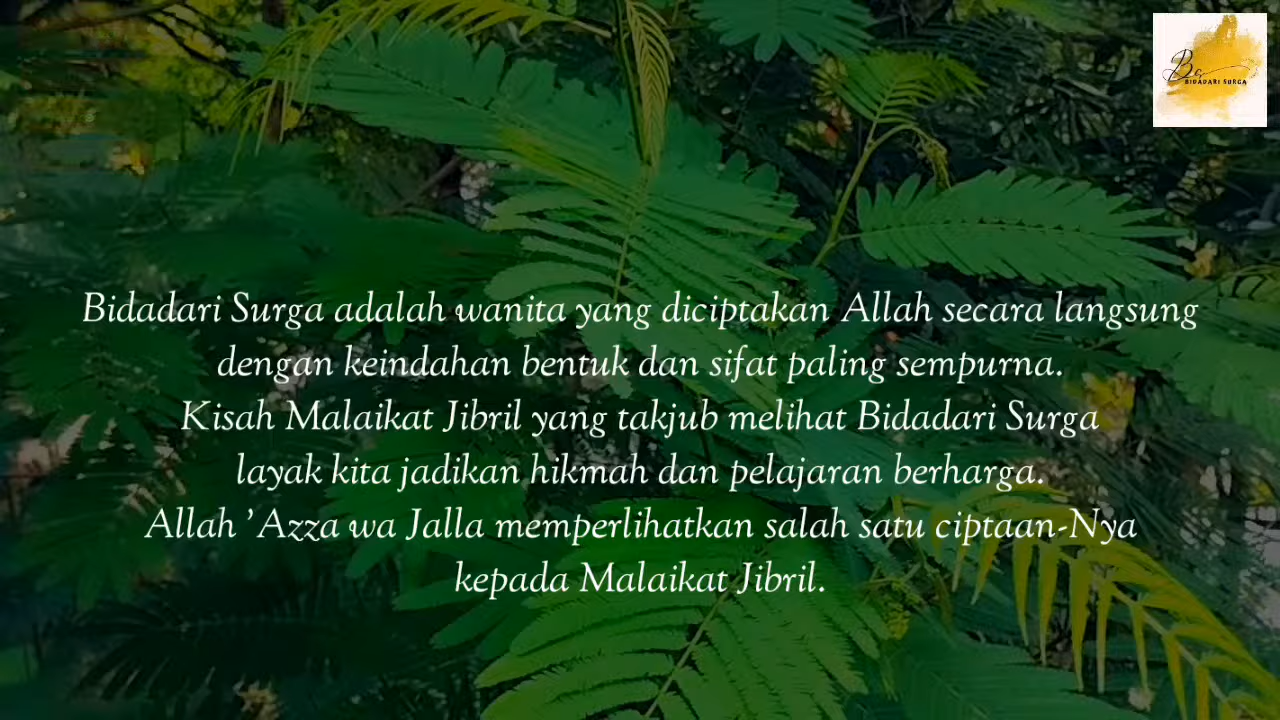 Bs
BIDADARI SURGA
Bidadari Surga adalah wanita yang diciptakan Allah secara langsung
dengan keindahan bentuk dan sifat paling sempurna.
Kisah Malaikat Jibril yang takjub melihat Bidadari Surga
layak kita jadikan hikmah dan pelajaran berharga.
Allah 'Azza wa Jalla memperlihatkan salah satu ciptaan-Nya
kepada Malaikat Jibril.